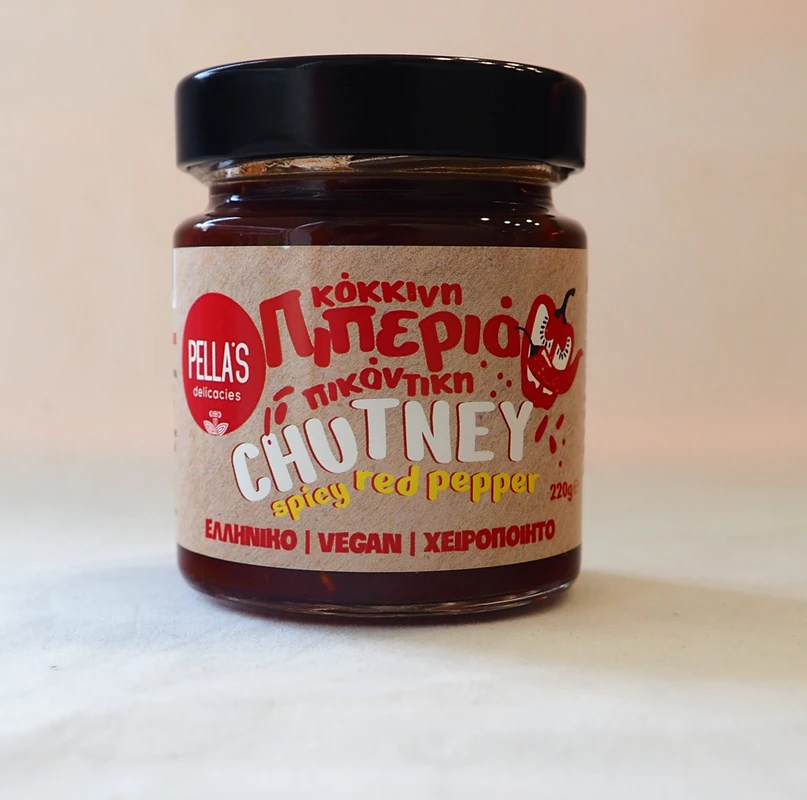 PELLA'S
delicacies
κόκκινη
Πιπεριά
πικάντικη
CHUTNEY
spicy red pepper
220g e
ΕΛΛΗΝΙΚΟ | VEGAN | ΧΕΙΡΟΠΟΙΗΤΟ